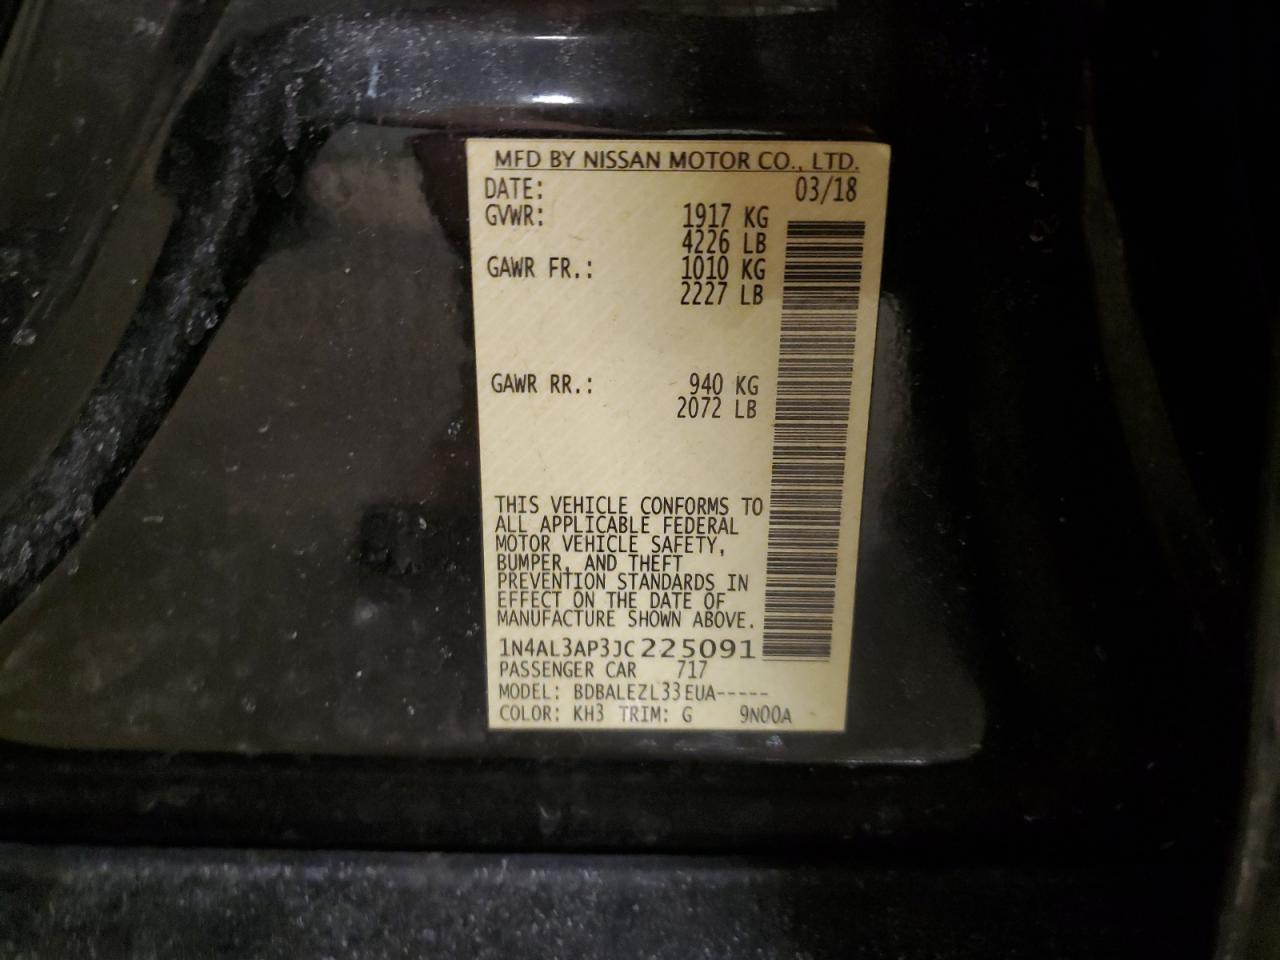 MFD BY NISSAN MOTOR CO., LTD.
DATE: 03/18
GVWR: 1917 KG
4226 LB
GAWR FR.: 1010 KG
2227 LB
GAWR RR.: 940 KG
2072 LB
THIS VEHICLE CONFORMS TO
ALL APPLICABLE FEDERAL
MOTOR VEHICLE SAFETY,
BUMPER, AND THEFT
PREVENTION STANDARDS IN
EFFECT ON THE DATE OF
MANUFACTURE SHOWN ABOVE.
1N4AL3AP3JC225091
PASSENGER CAR 717
MODEL: BDBALEZL33EUA-----
COLOR: KH3 TRIM: G 9N00A